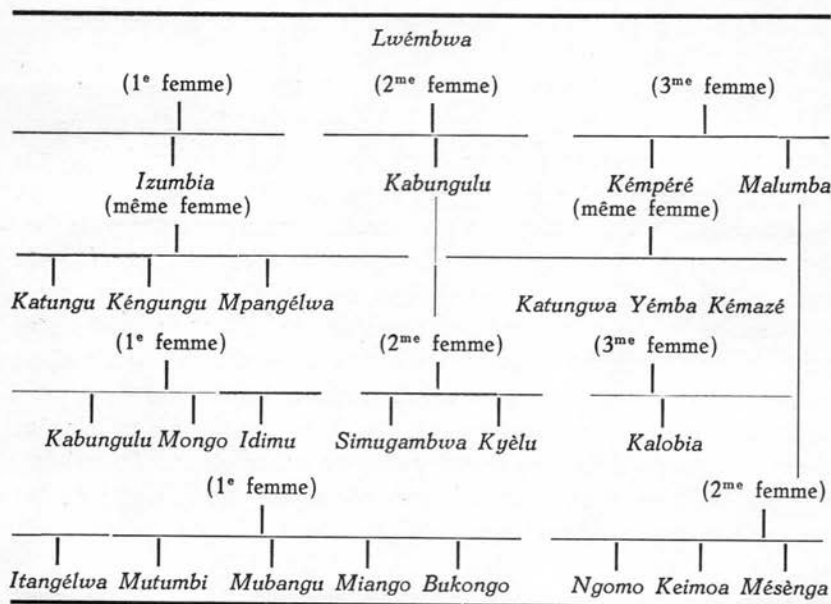 Lwémbwa
(1e femme) (2me femme) (3me femme)
Izumbia Kabungulu Kémpéré Malumba
(même femme) (même femme)
Katungu Kéngungu Mpangélwa Katungwa Yémba Kémazé
(1e femme) (2me femme) (3me femme)
Kabungulu Mongo Idimu Simugambwa Kyèlu Kalobia
(1e femme) (2me femme)
Itangélwa Mutumbi Mubangu Miango Bukongo Ngomo Keimoa Mésènga